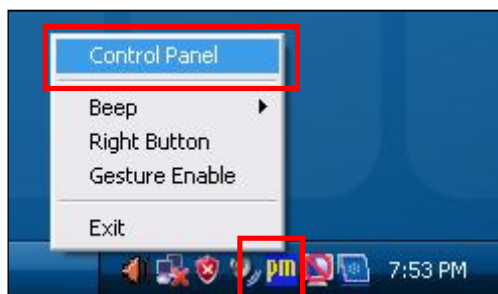 Control Panel
Beep
Right Button
Gesture Enable
Exit
pm 7:53 PM